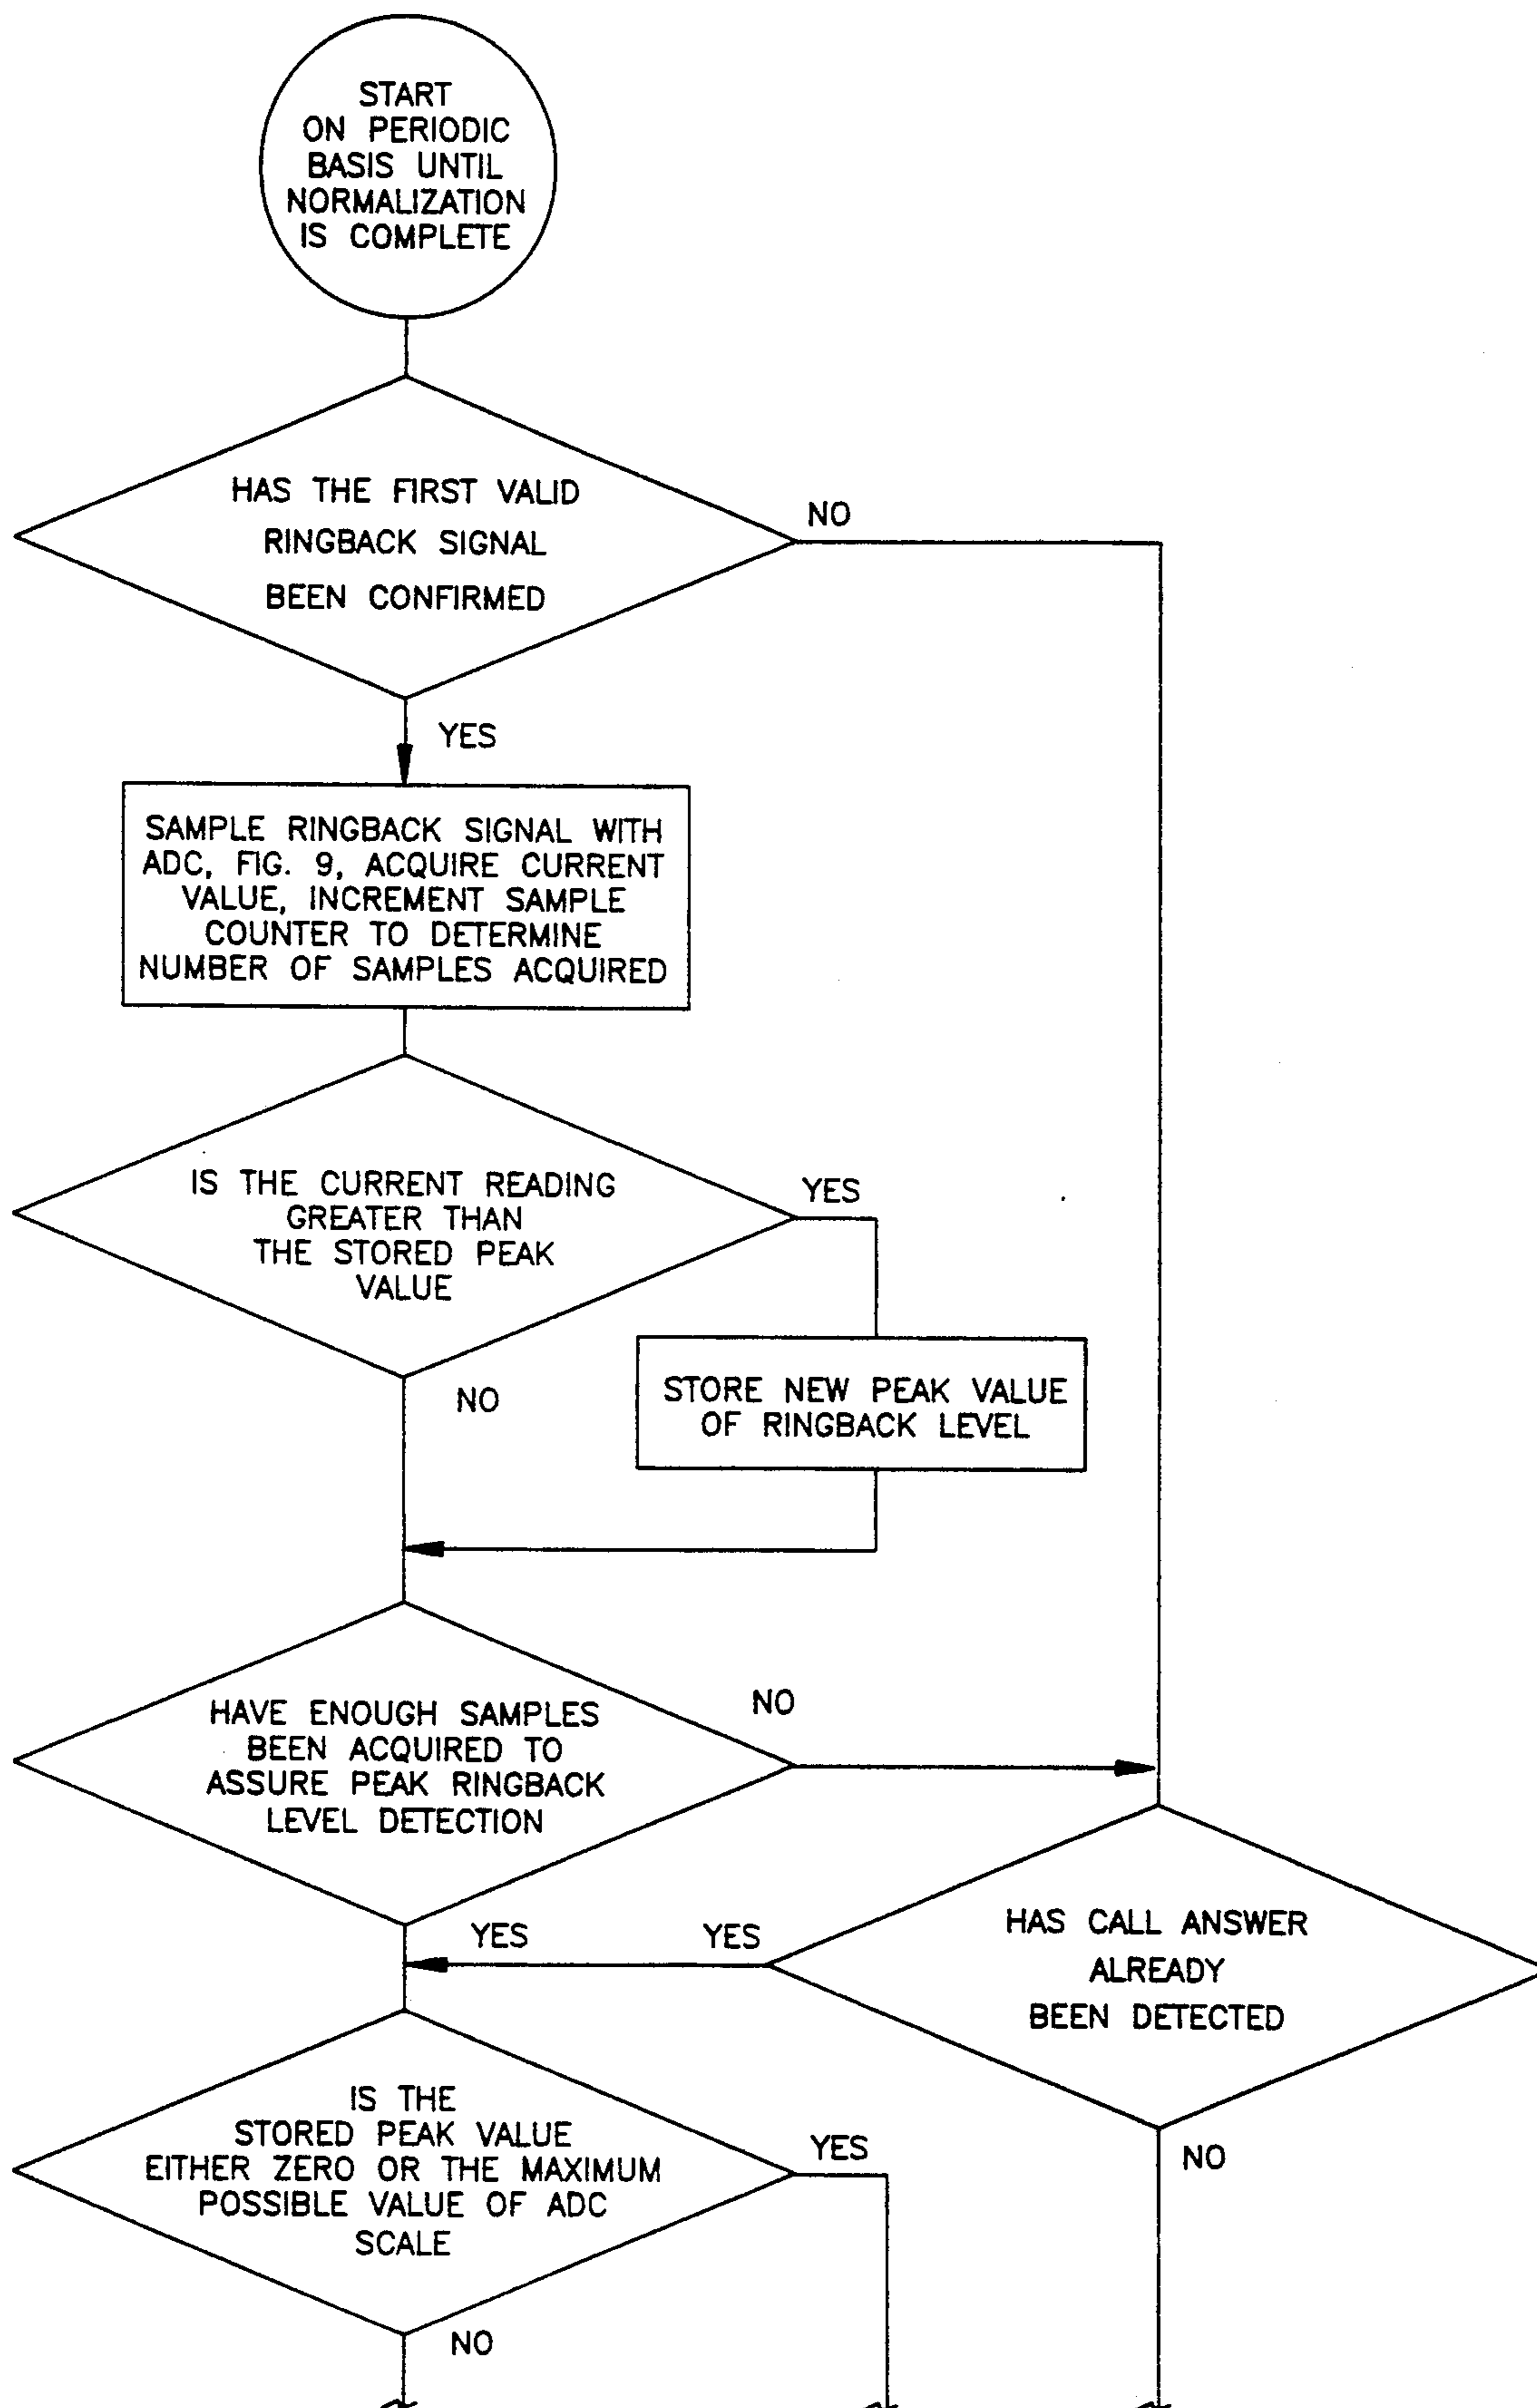 START
ON PERIODIC
BASIS UNTIL
NORMALIZATION
IS COMPLETE
HAS THE FIRST VALID
RINGBACK SIGNAL
BEEN CONFIRMED
NO
YES
SAMPLE RINGBACK SIGNAL WITH
ADC, FIG. 9, ACQUIRE CURRENT
VALUE, INCREMENT SAMPLE
COUNTER TO DETERMINE
NUMBER OF SAMPLES ACQUIRED
IS THE CURRENT READING
GREATER THAN
THE STORED PEAK
VALUE
YES
NO
STORE NEW PEAK VALUE
OF RINGBACK LEVEL
HAVE ENOUGH SAMPLES
BEEN ACQUIRED TO
ASSURE PEAK RINGBACK
LEVEL DETECTION
NO
YES
HAS CALL ANSWER
ALREADY
BEEN DETECTED
YES
NO
IS THE
STORED PEAK VALUE
EITHER ZERO OR THE MAXIMUM
POSSIBLE VALUE OF ADC
SCALE
YES
NO